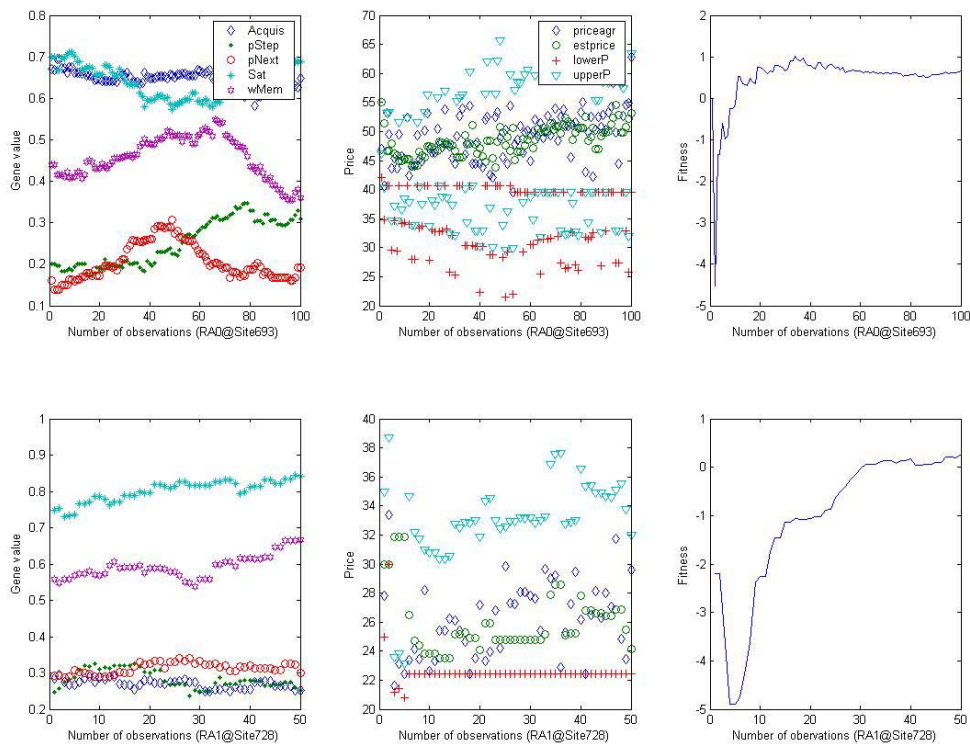 0.8
0.7
0.6
0.5
0.4
0.3
0.2
0.1
Gene value
0 20 40 60 80 100
Number of observations (RA0@Site693)
Acquis
pStep
pNext
Sat
wMem
70
65
60
55
50
45
40
35
30
25
20
Price
0 20 40 60 80 100
Number of observations (RA0@Site693)
priceagr
estprice
lowerP
upperP
2
1
0
-1
-2
-3
-4
-5
Fitness
0 20 40 60 80 100
Number of observations (RA0@Site693)
1
0.9
0.8
0.7
0.6
0.5
0.4
0.3
0.2
Gene value
0 10 20 30 40 50
Number of observations (RA1@Site728)
40
38
36
34
32
30
28
26
24
22
20
Price
0 10 20 30 40 50
Number of observations (RA1@Site728)
1
0
-1
-2
-3
-4
-5
Fitness
0 10 20 30 40 50
Number of obervations (RA1@Site728)